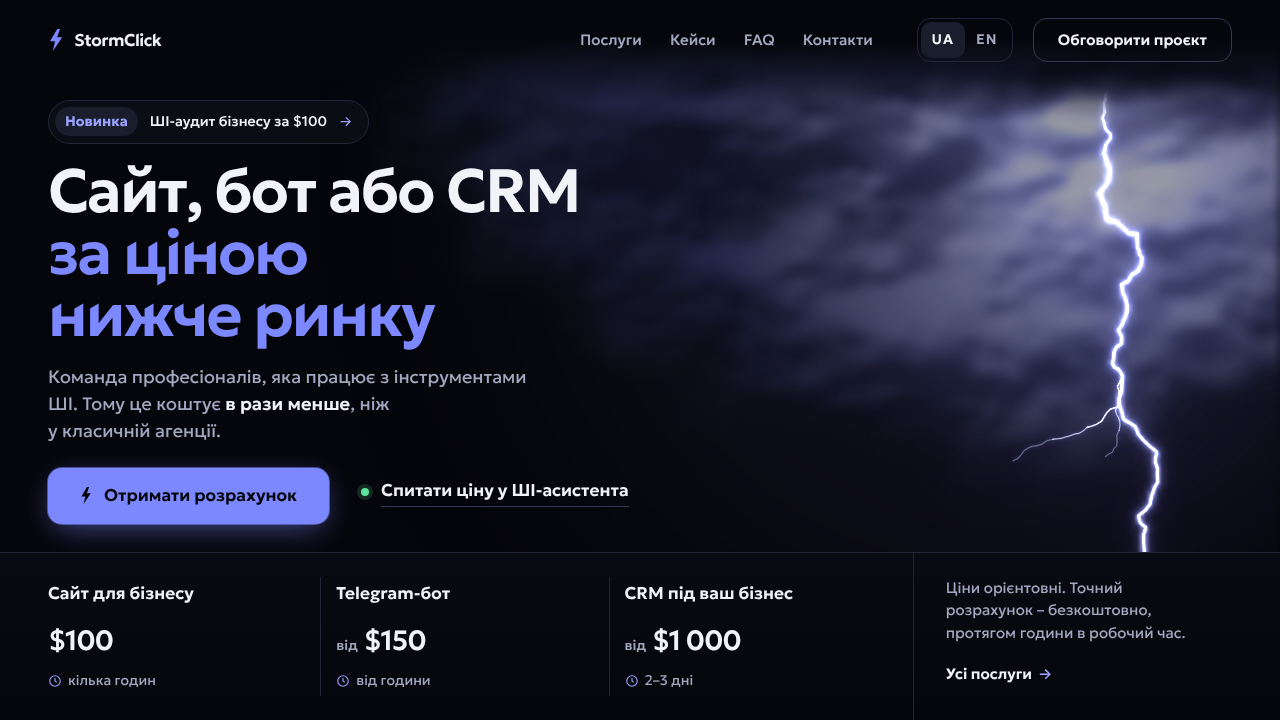 StormClick
Послуги Кейси FAQ Контакти UA EN Обговорити проєкт
Новинка ШІ-аудит бізнесу за $100 →
Сайт, бот або CRM
за ціною
нижче ринку
Команда професіоналів, яка працює з інструментами
ШІ. Тому це коштує в рази менше, ніж
у класичній агенції.
Отримати розрахунок
Спитати ціну у ШІ-асистента
Сайт для бізнесу
$100
кілька годин
Telegram-бот
від $150
від години
CRM під ваш бізнес
від $1 000
2–3 дні
Ціни орієнтовні. Точний
розрахунок – безкоштовно,
протягом години в робочий час.
Усі послуги →